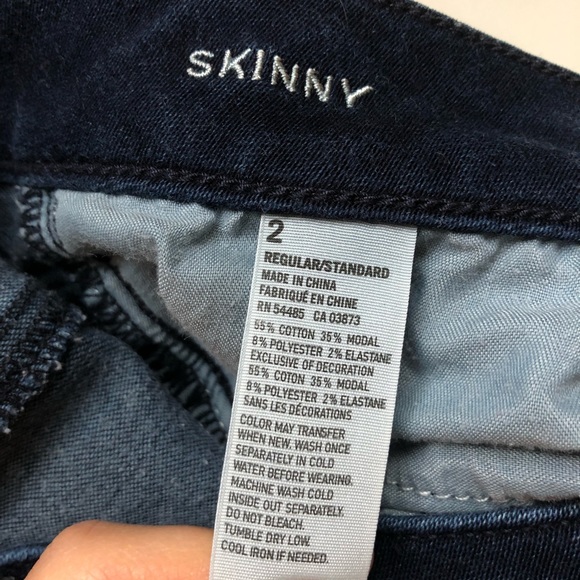 SKINNY
2
REGULAR/STANDARD
MADE IN CHINA
FABRIQUÉ EN CHINE
RN 54485 CA 03873
55% COTTON 35% MODAL
8% POLYESTER 2% ELASTANE
EXCLUSIVE OF DECORATION
55% COTON 35% MODAL
8% POLYESTER 2% ELASTANE
SANS LES DÉCORATIONS
COLOR MAY TRANSFER
WHEN NEW. WASH ONCE
SEPARATELY IN COLD
WATER BEFORE WEARING.
MACHINE WASH COLD
INSIDE OUT SEPARATELY.
DO NOT BLEACH.
TUMBLE DRY LOW.
COOL IRON IF NEEDED.